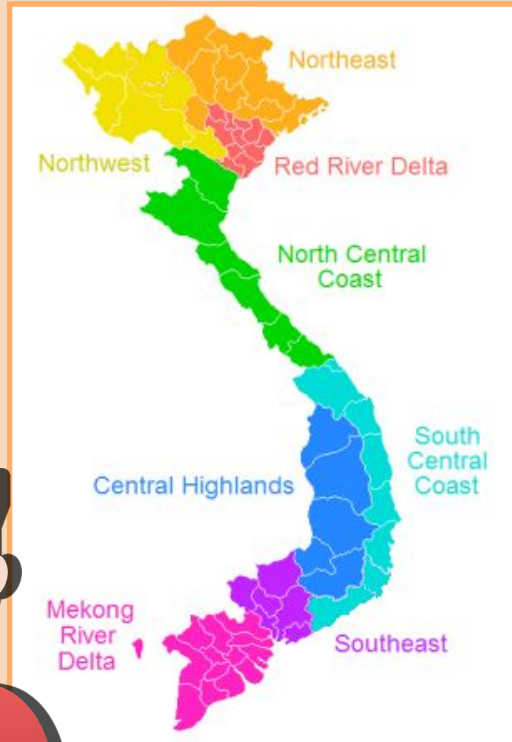 Northeast
Northwest
Red River Delta
North Central
Coast
South
Central
Coast
Central Highlands
Mekong
River
Delta
Southeast